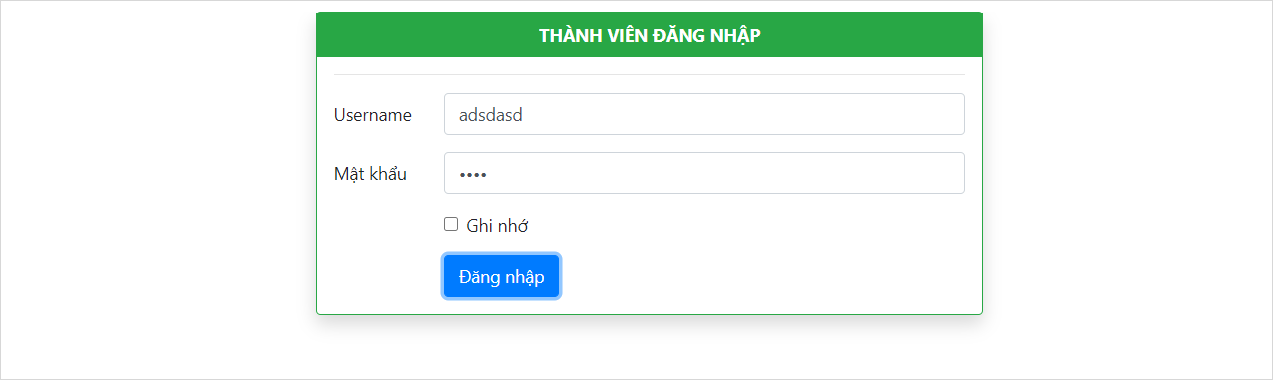 THÀNH VIÊN ĐĂNG NHẬP
Username adsdasd
Mật khẩu ••••
Ghi nhớ
Đăng nhập